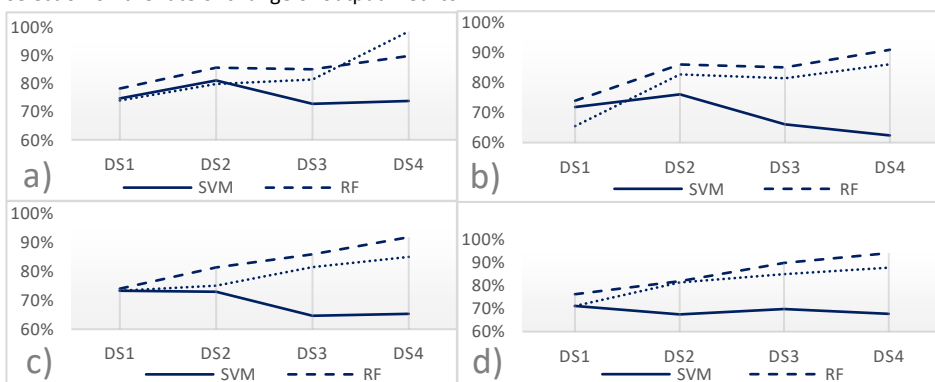 100%
90%
80%
70%
60%
DS1 DS2 DS3 DS4
a)
SVM RF
100%
90%
80%
70%
60%
DS1 DS2 DS3 DS4
b)
SVM RF
100%
90%
80%
70%
60%
DS1 DS2 DS3 DS4
c)
SVM RF
100%
90%
80%
70%
60%
DS1 DS2 DS3 DS4
d)
SVM RF